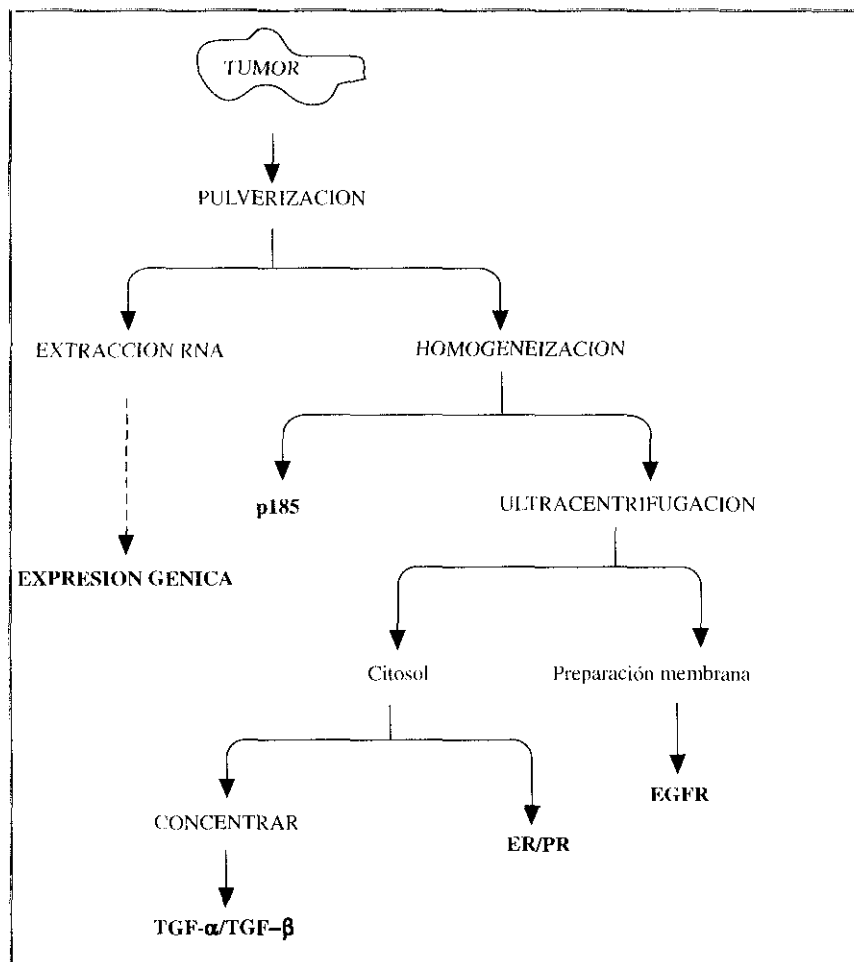 TUMOR
PULVERIZACION
EXTRACCION RNA
HOMOGENEIZACION
p185
ULTRACENTRIFUGACION
EXPRESION GENICA
Citosol
Preparación membrana
EGFR
CONCENTRAR
ER/PR
TGF-α/TGF-β